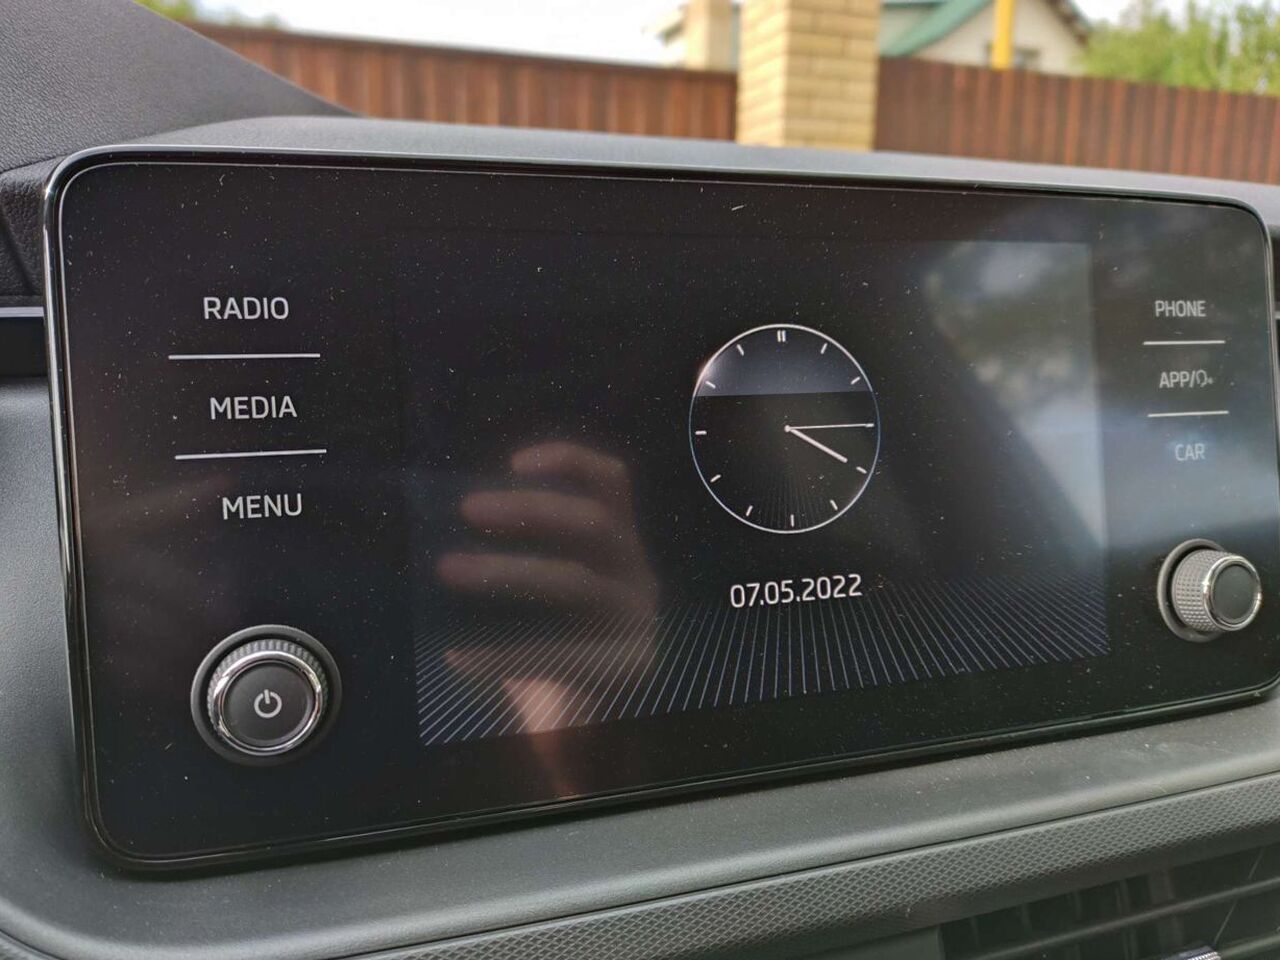 RADIO
MEDIA
MENU
07.05.2022
PHONE
APP/
CAR